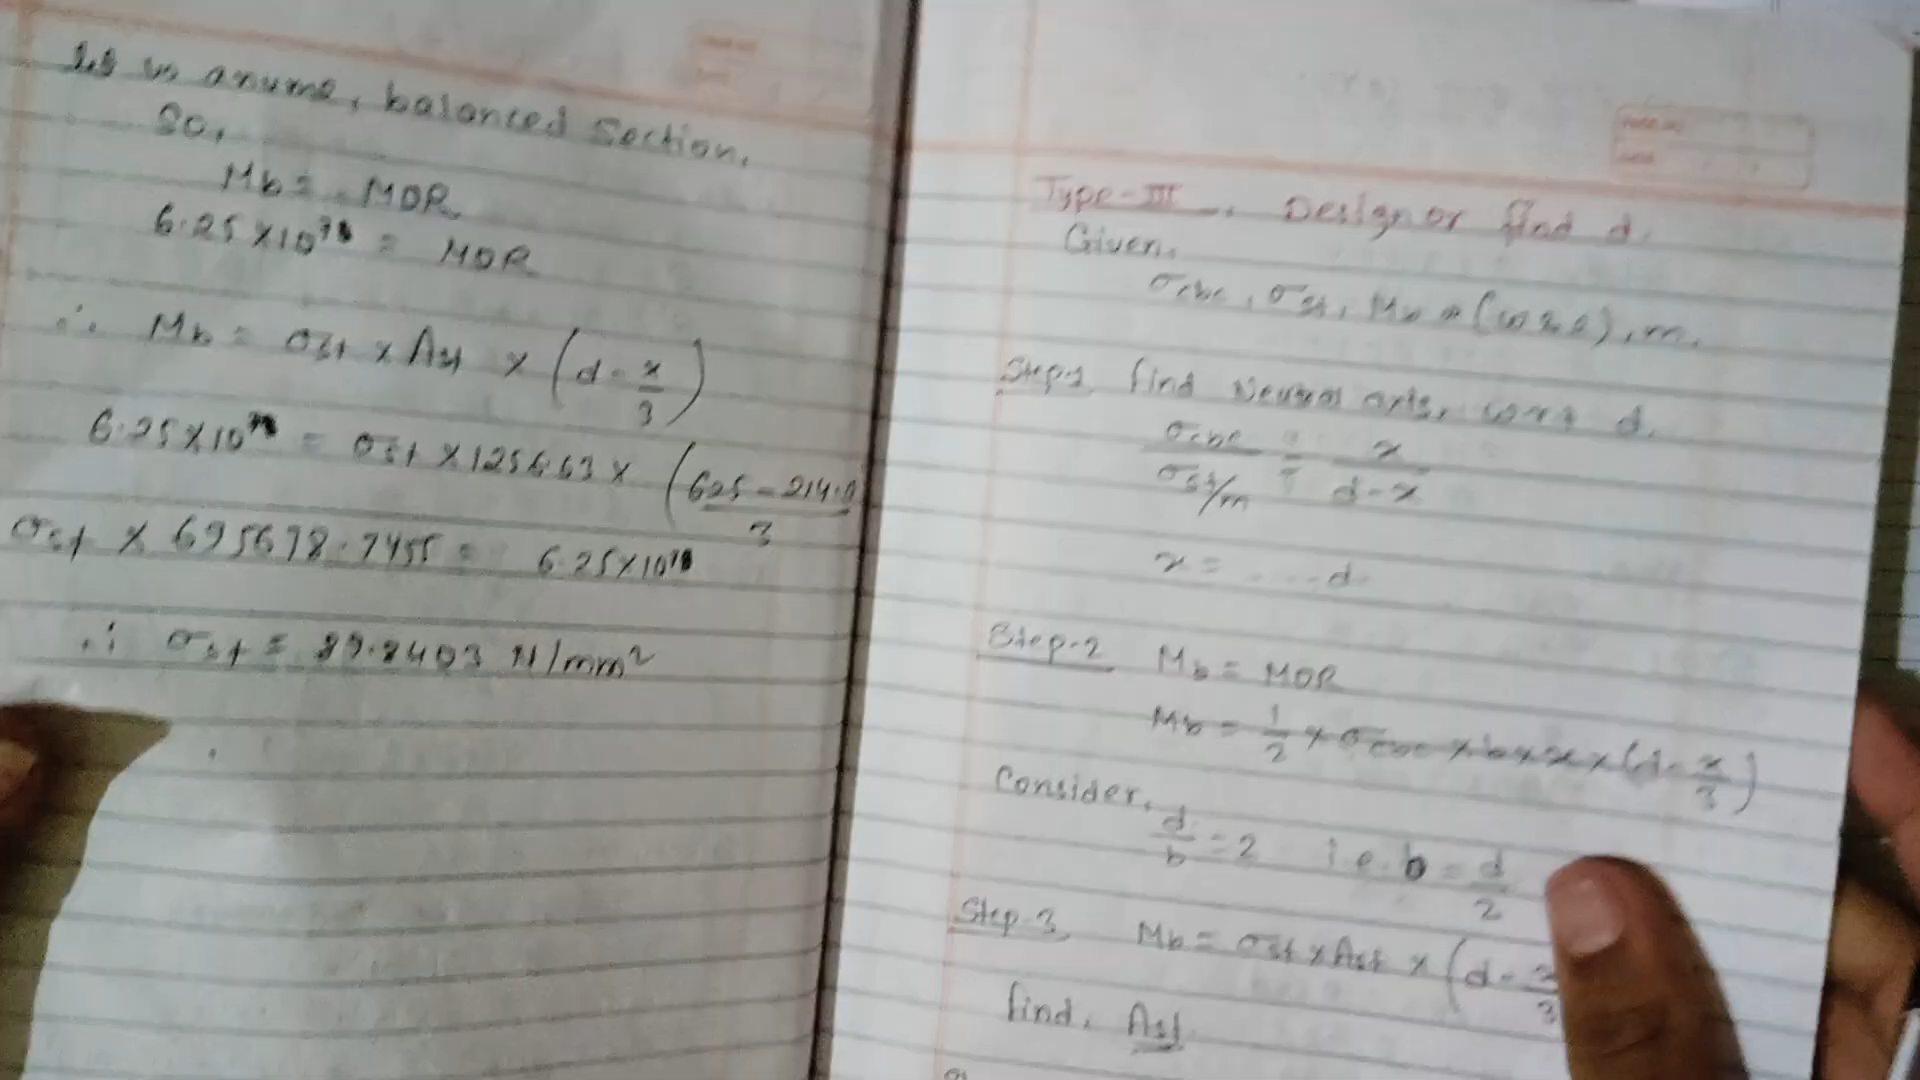 Let us assume, balanced Section,
So,
Mb = MOR
6.25 × 10
= MOR
∴ Mb = σst × Ast × (d - x/3)
6.25 × 10
= σst × 1256.63 × (625 - 214.0/3
σst × 695678.7455 = 6.25 × 10
∴ σst = 89.8403 N/mm²
Type-III. Design or find d.
Given,
σcbc, σst, Mb
, m.
Step-1 find Neutral axis,
d.
σcbc / σst/m = x / d-x
x = ....d.
Step-2 Mb = MOR
Mb = 1/2 × σcbc × b × x × (d - x/3)
Consider,
d/b = 2 i.e. b = d/2
Step-3 Mb = σst × Ast × (d - x/3
find, Ast